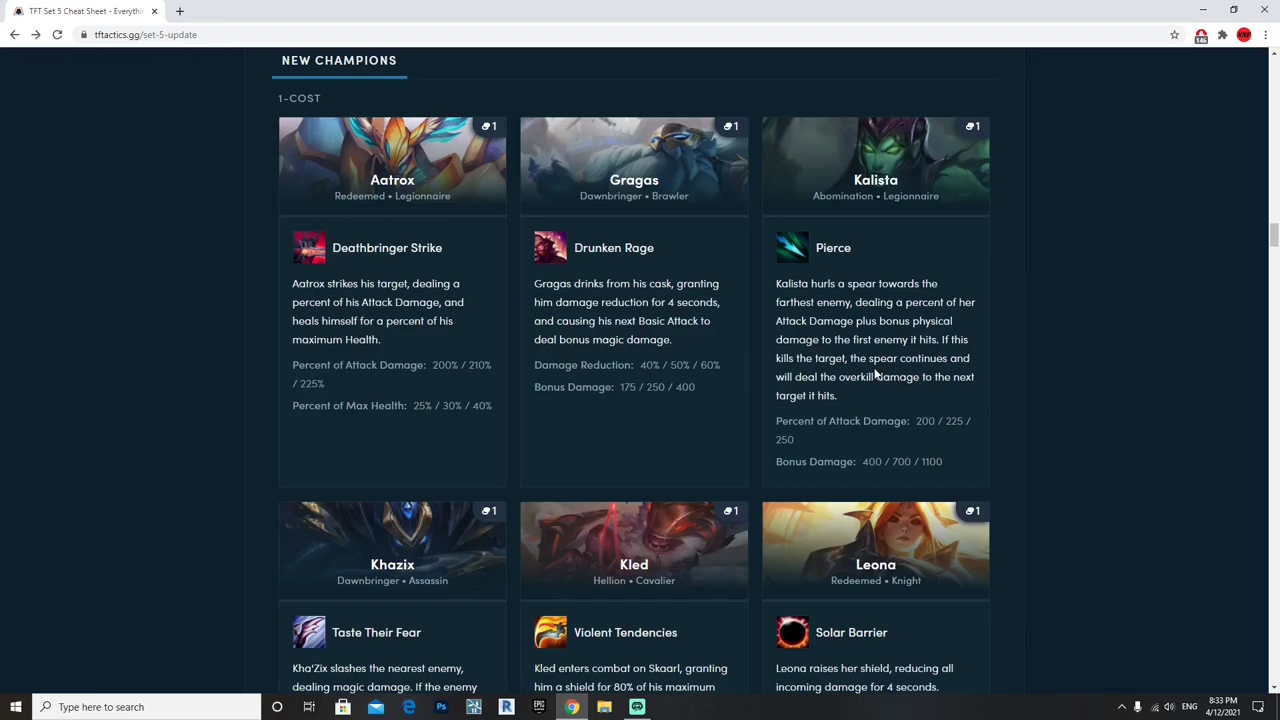 TFT Set 5 Cheat Sheet - Everythi
tftactics.gg/set-5-update
146
NEW CHAMPIONS
1-COST
1
Aatrox
Redeemed • Legionnaire
1
Gragas
Dawnbringer • Brawler
1
Kalista
Abomination • Legionnaire
Deathbringer Strike
Aatrox strikes his target, dealing a
percent of his Attack Damage, and
heals himself for a percent of his
maximum Health.
Percent of Attack Damage: 200% / 210%
/ 225%
Percent of Max Health: 25% / 30% / 40%
Drunken Rage
Gragas drinks from his cask, granting
him damage reduction for 4 seconds,
and causing his next Basic Attack to
deal bonus magic damage.
Damage Reduction: 40% / 50% / 60%
Bonus Damage: 175 / 250 / 400
Pierce
Kalista hurls a spear towards the
farthest enemy, dealing a percent of her
Attack Damage plus bonus physical
damage to the first enemy it hits. If this
kills the target, the spear continues and
will deal the overkill damage to the next
target it hits.
Percent of Attack Damage: 200 / 225 /
250
Bonus Damage: 400 / 700 / 1100
1
Khazix
Dawnbringer • Assassin
1
Kled
Hellion • Cavalier
1
Leona
Redeemed • Knight
Taste Their Fear
Kha'Zix slashes the nearest enemy,
dealing magic damage. If the enemy
Violent Tendencies
Kled enters combat on Skaarl, granting
him a shield for 80% of his maximum
Solar Barrier
Leona raises her shield, reducing all
incoming damage for 4 seconds.
Type here to search
ENG
8:33 PM
4/12/2021